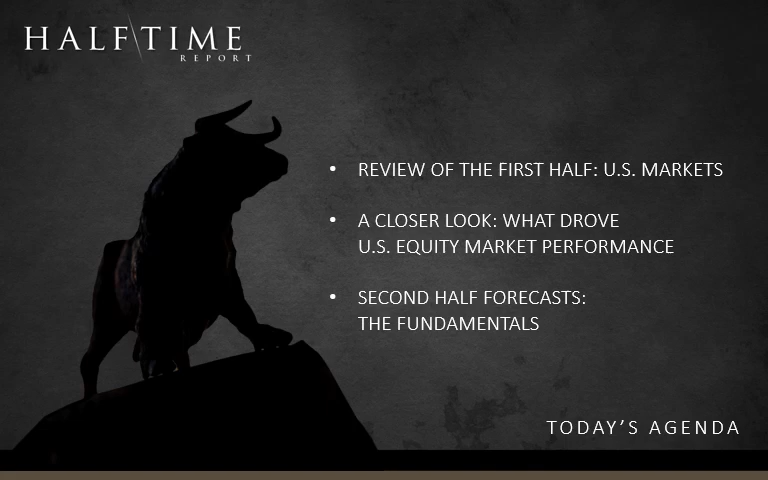 HALF\TIME
REPORT
• REVIEW OF THE FIRST HALF: U.S. MARKETS
• A CLOSER LOOK: WHAT DROVE
U.S. EQUITY MARKET PERFORMANCE
• SECOND HALF FORECASTS:
THE FUNDAMENTALS
TODAY’S AGENDA